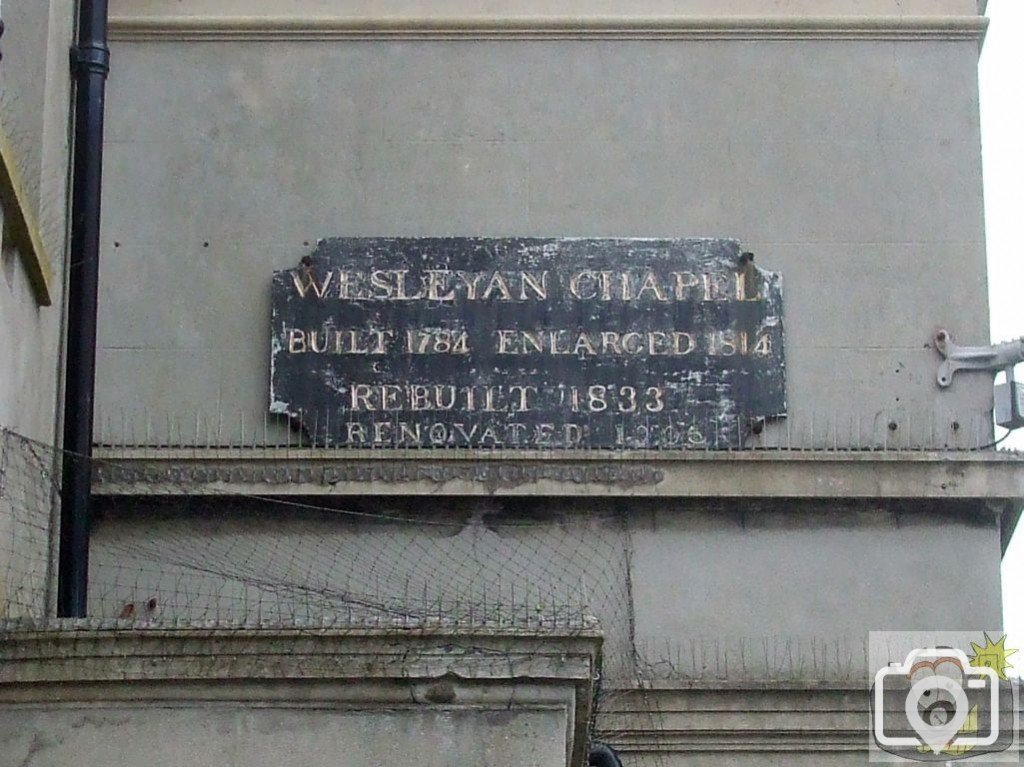 WESLEYAN CHAPEL
BUILT 1784 ENLARGED 1814
REBUILT 1833
RENOVATED